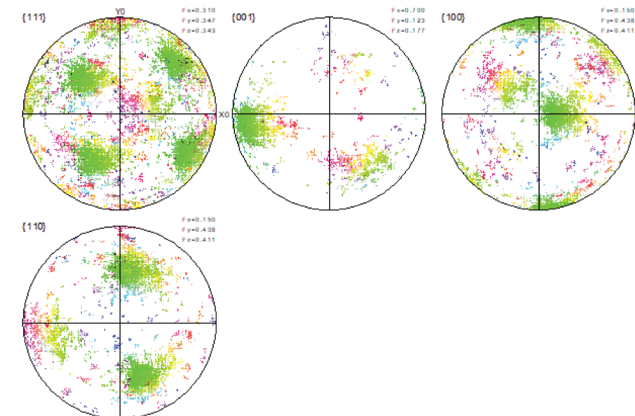 {111}
Y0
Fx=0.310
Fy=0.347
Fz=0.343
X0
{001}
Fx=0.700
Fy=0.123
Fz=0.177
{100}
Fx=0.150
Fy=0.438
Fz=0.411
{110}
Fx=0.150
Fy=0.438
Fz=0.411